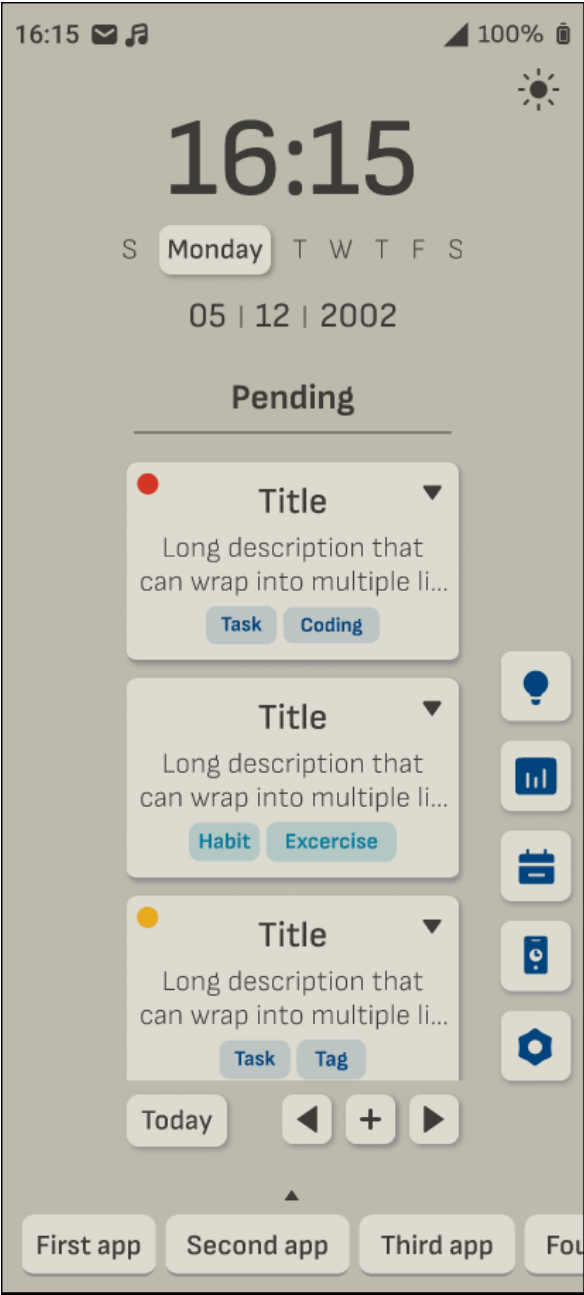 16:15
100%
16:15
S Monday T W T F S
05 | 12 | 2002
Pending
Title
Long description that
can wrap into multiple li...
Task Coding
Title
Long description that
can wrap into multiple li...
Habit Excercise
Title
Long description that
can wrap into multiple li...
Task Tag
Today
First app Second app Third app Fou